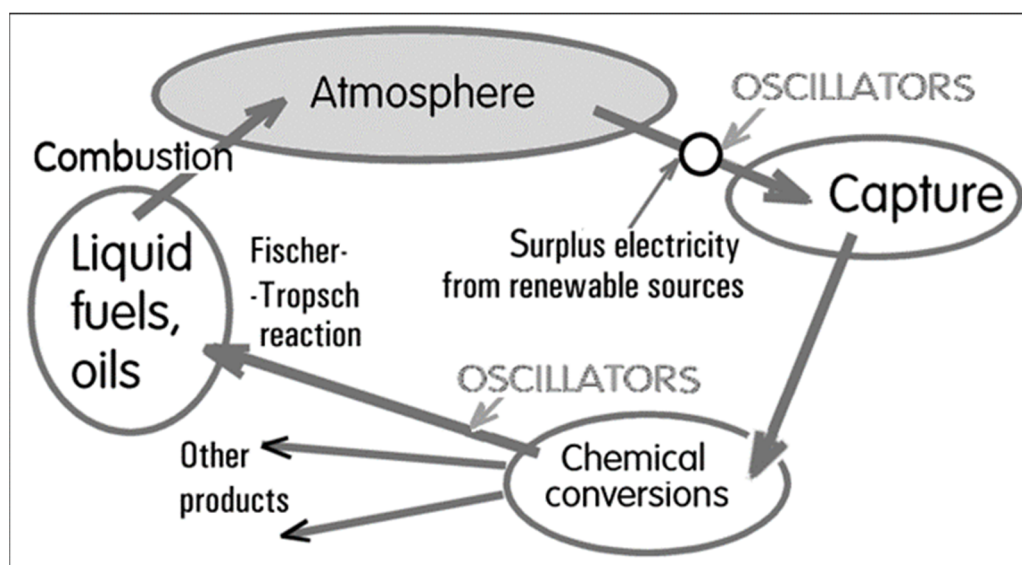 Atmosphere
OSCILLATORS
Combustion
Capture
Surplus electricity
from renewable sources
Liquid
fuels,
oils
Fischer-
-Tropsch
reaction
OSCILLATORS
Other
products
Chemical
conversions